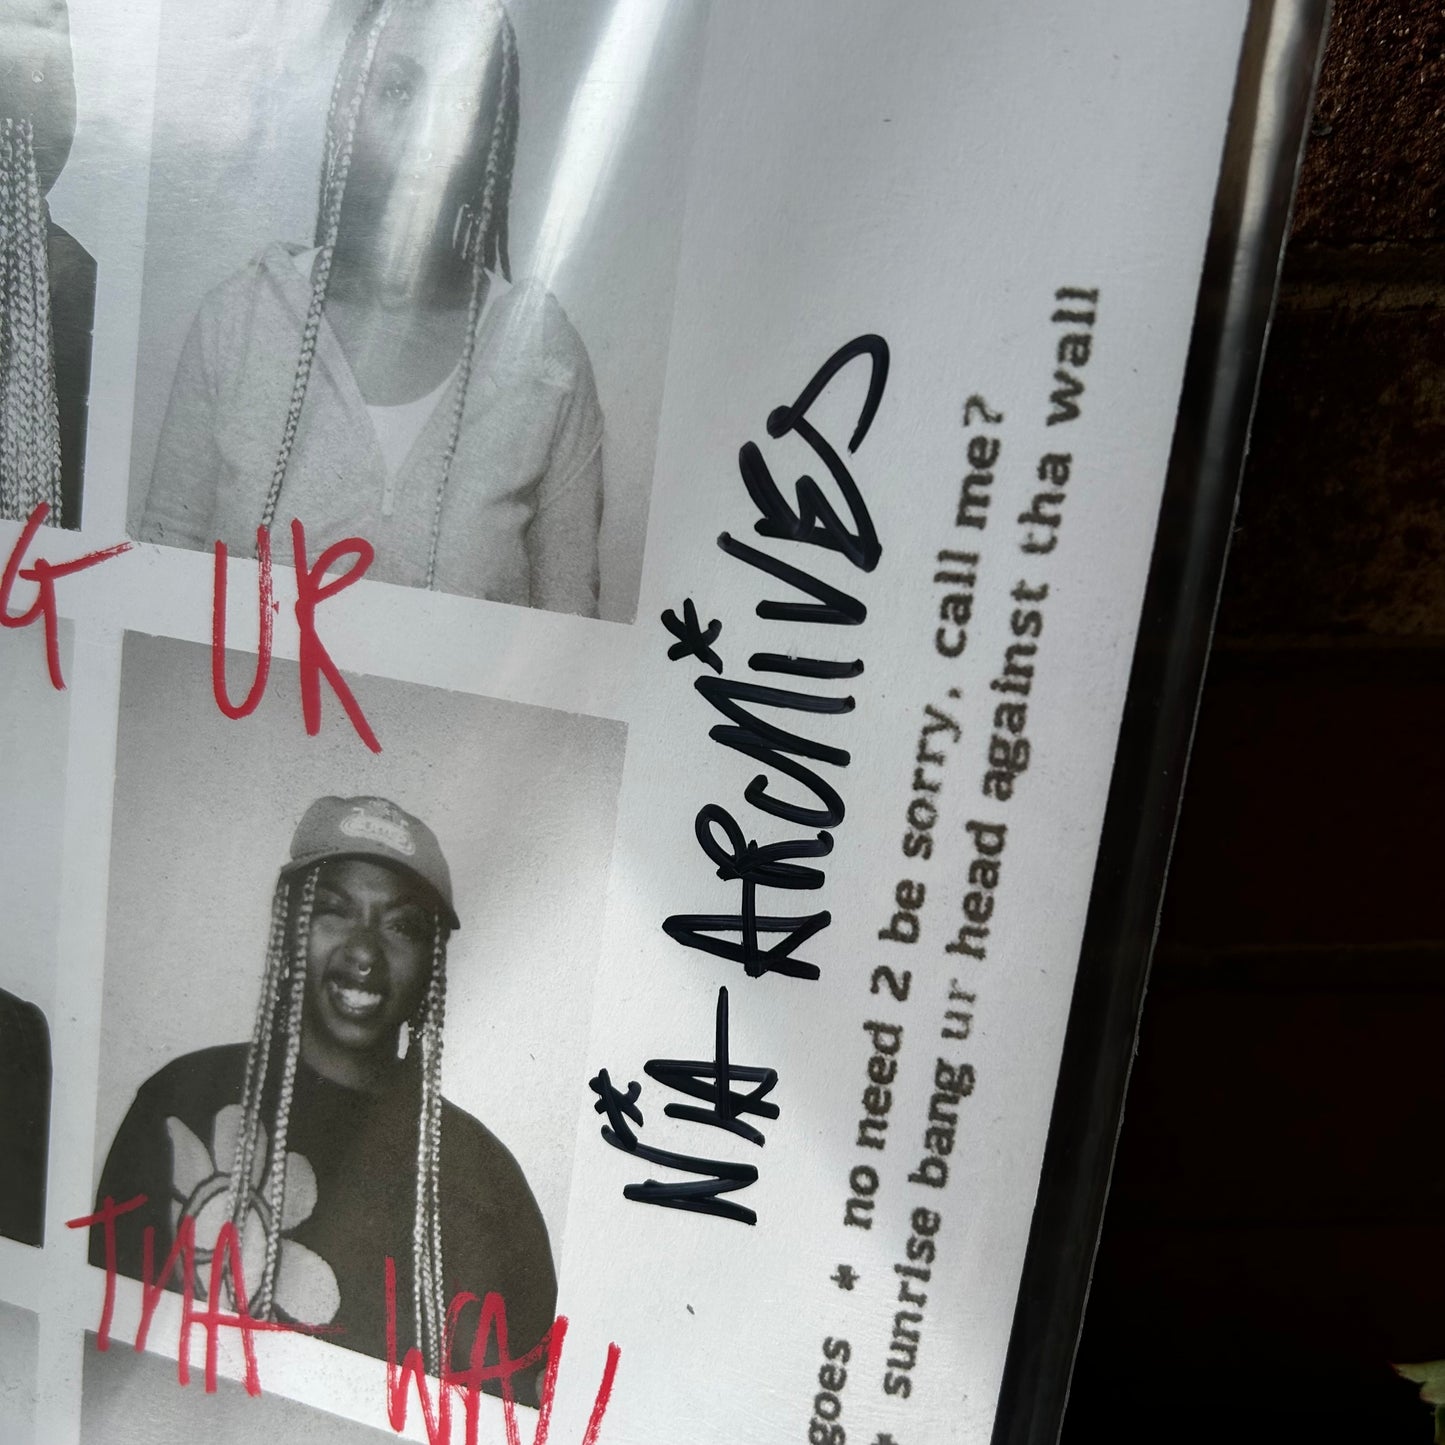 G UR
THA WALL
NIA ARCHIVES
goes * no need 2 be sorry, call me?
* sunrise bang ur head against tha wall